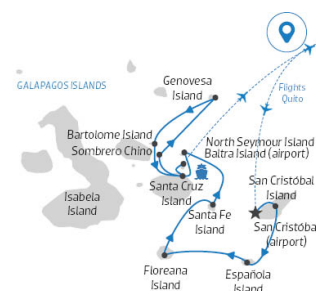 Genovesa
Island
GALAPAGOS ISLANDS
Flights
Quito
Bartolome Island
Sombrero Chino
North Seymour Island
Baltra Island (airport)
San Cristóbal
Island
Santa Cruz
Island
Isabela
Island
Santa Fe
Island
San Cristóba
(airport)
Floreana
Island
Española
Island